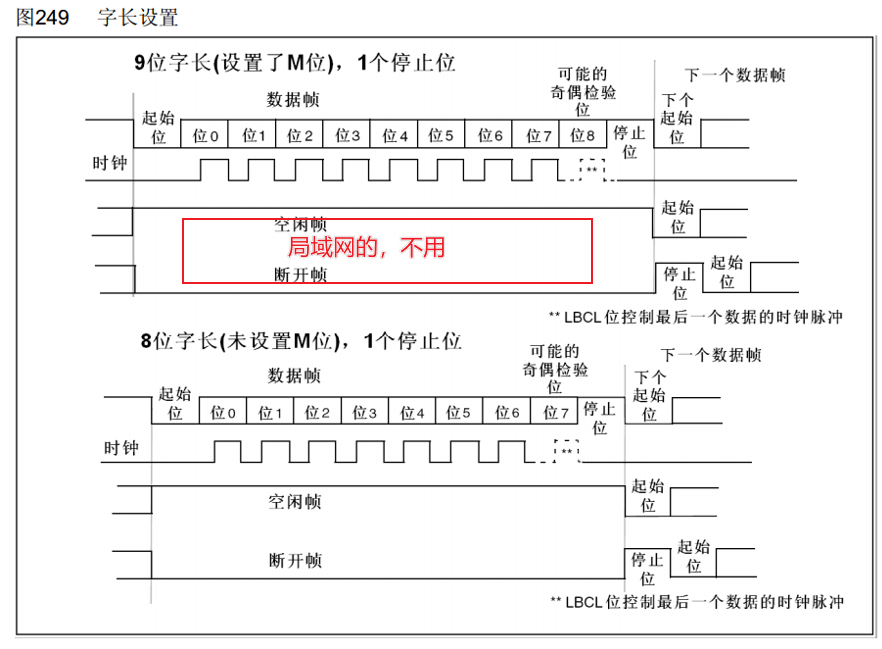 图249 字长设置
9位字长(设置了M位)，1个停止位
可能的
奇偶检验
位
下一个数据帧
数据帧
起始
位
位0
位1
位2
位3
位4
位5
位6
位7
位8
停止
位
下个
起始
位
时钟
**
空闲帧
起始
位
局域网的，不用
断开帧
停止
位
起始
位
** LBCL位控制最后一个数据的时钟脉冲
8位字长(未设置M位)，1个停止位
可能的
奇偶检验
位
下一个数据帧
数据帧
起始
位
位0
位1
位2
位3
位4
位5
位6
位7
停止
位
下个
起始
位
时钟
**
空闲帧
起始
位
断开帧
停止
位
起始
位
** LBCL位控制最后一个数据的时钟脉冲